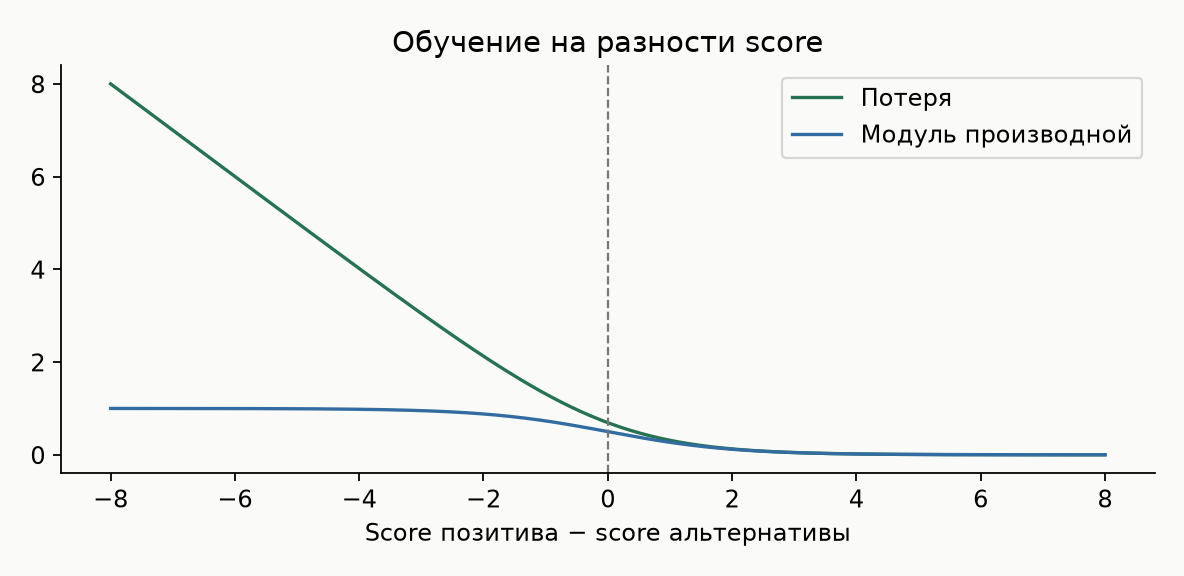 Обучение на разности score
Потеря
Модуль производной
8
6
4
2
0
−8 −6 −4 −2 0 2 4 6 8
Score позитива − score альтернативы